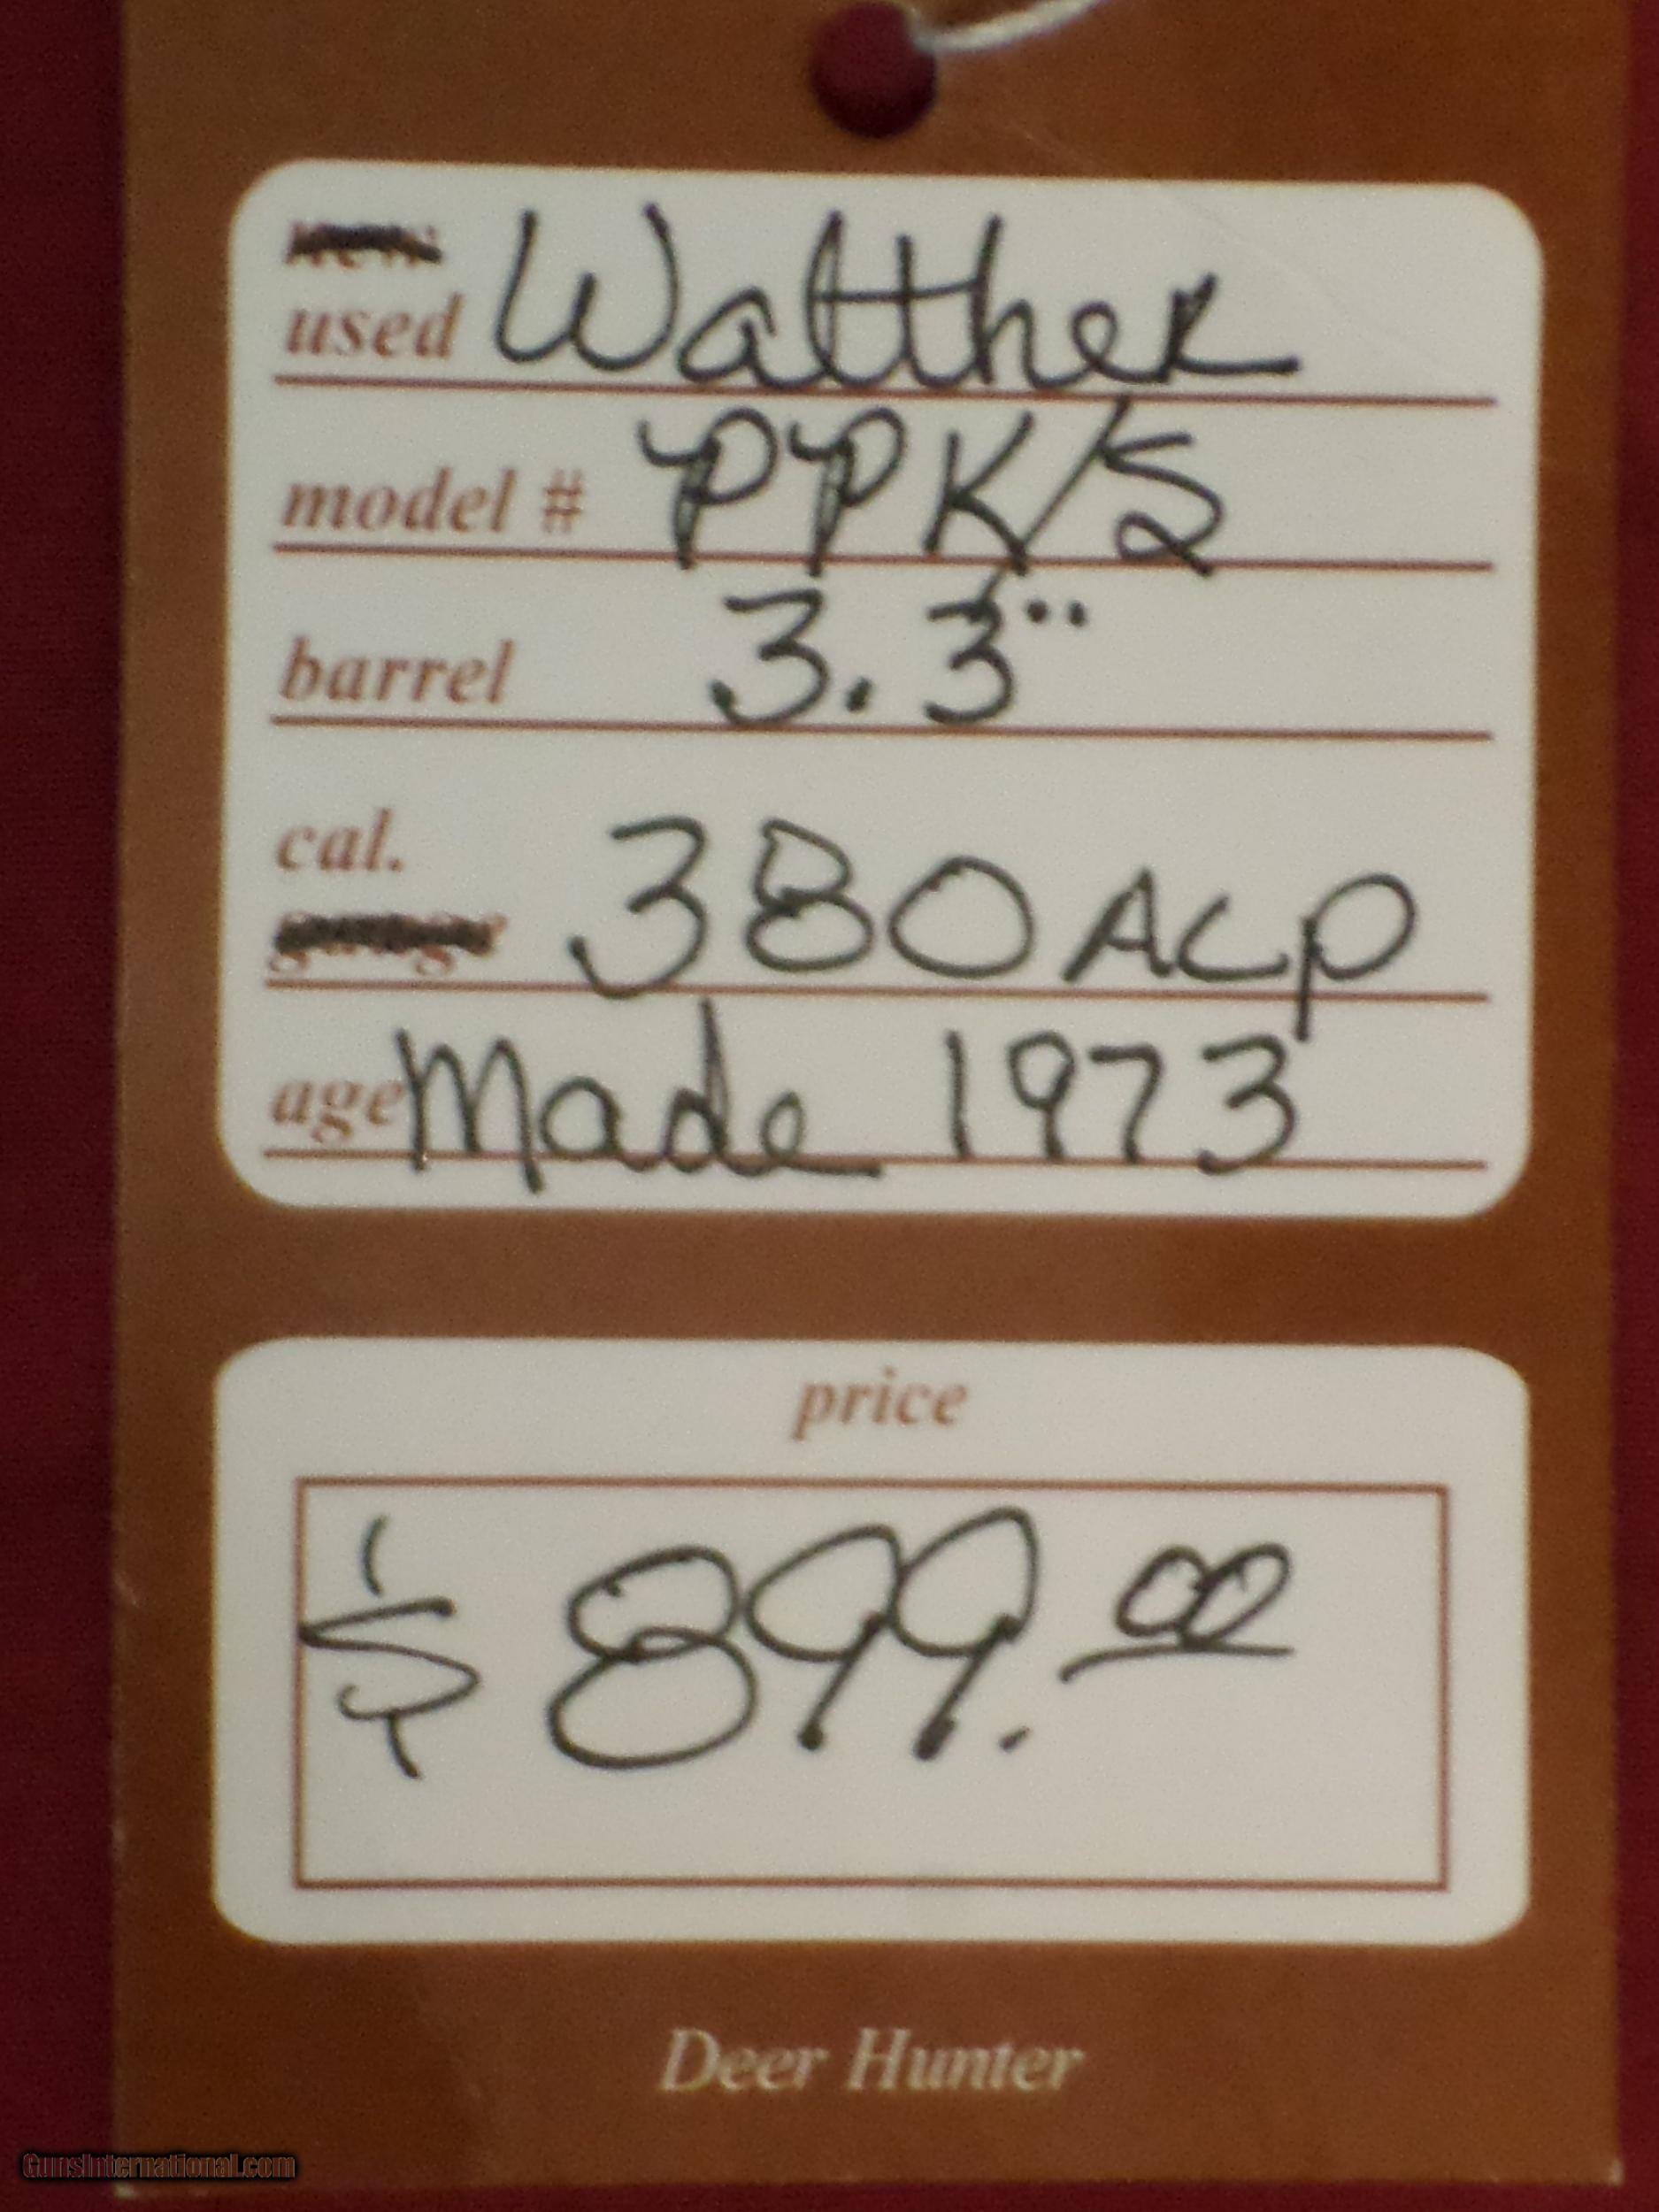 new
used Walther
model # PPK/S
barrel 3.3"
cal.
gauge 380 ACP
age Made 1973
price
$ 899.00
Deer Hunter
GunsInternational.com